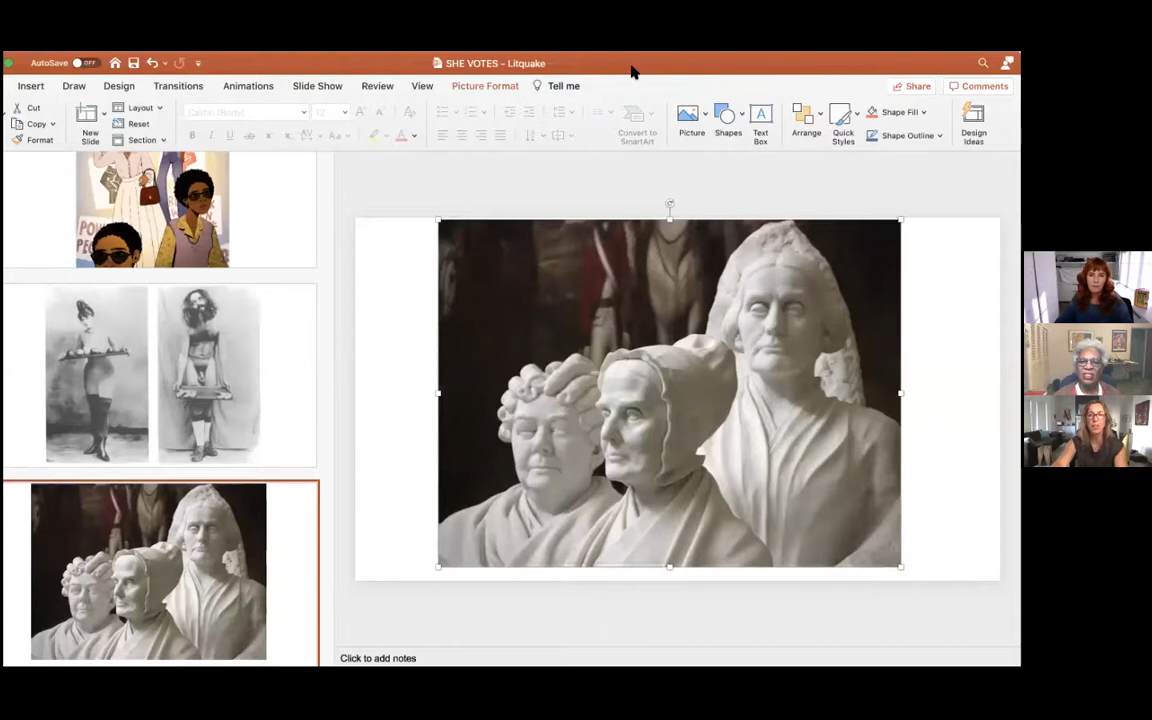 AutoSave OFF
SHE VOTES – Litquake
Insert Draw Design Transitions Animations Slide Show Review View Picture Format Tell me
Share Comments
Cut
Copy
Format
New Slide
Layout
Reset
Section
12
Convert to SmartArt
Picture
Shapes
Text Box
Arrange
Quick Styles
Shape Fill
Shape Outline
Design Ideas
Click to add notes